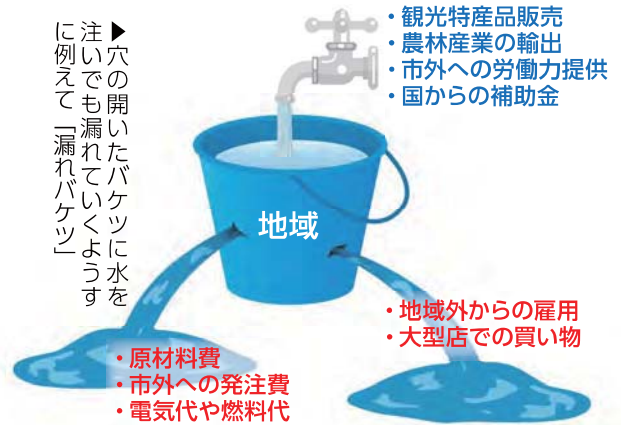 ▶穴の開いたバケツに水を
注いでも漏れていくようす
に例えて「漏れバケツ」
・観光特産品販売
・農林産業の輸出
・市外への労働力提供
・国からの補助金
地域
・地域外からの雇用
・大型店での買い物
・原材料費
・市外への発注費
・電気代や燃料代